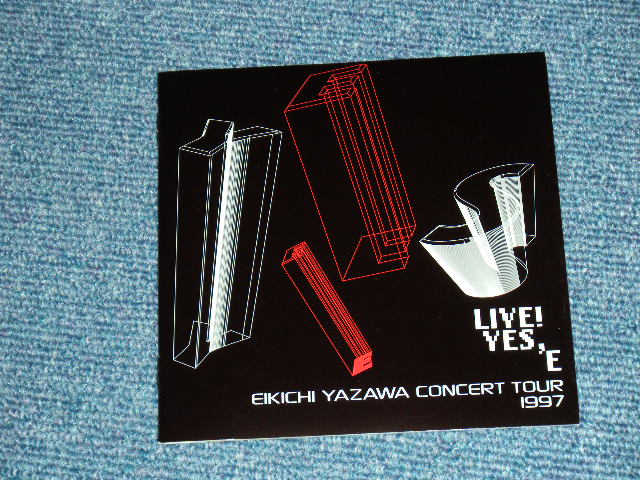 LIVE!
YES,
'E
EIKICHI YAZAWA CONCERT TOUR
1997